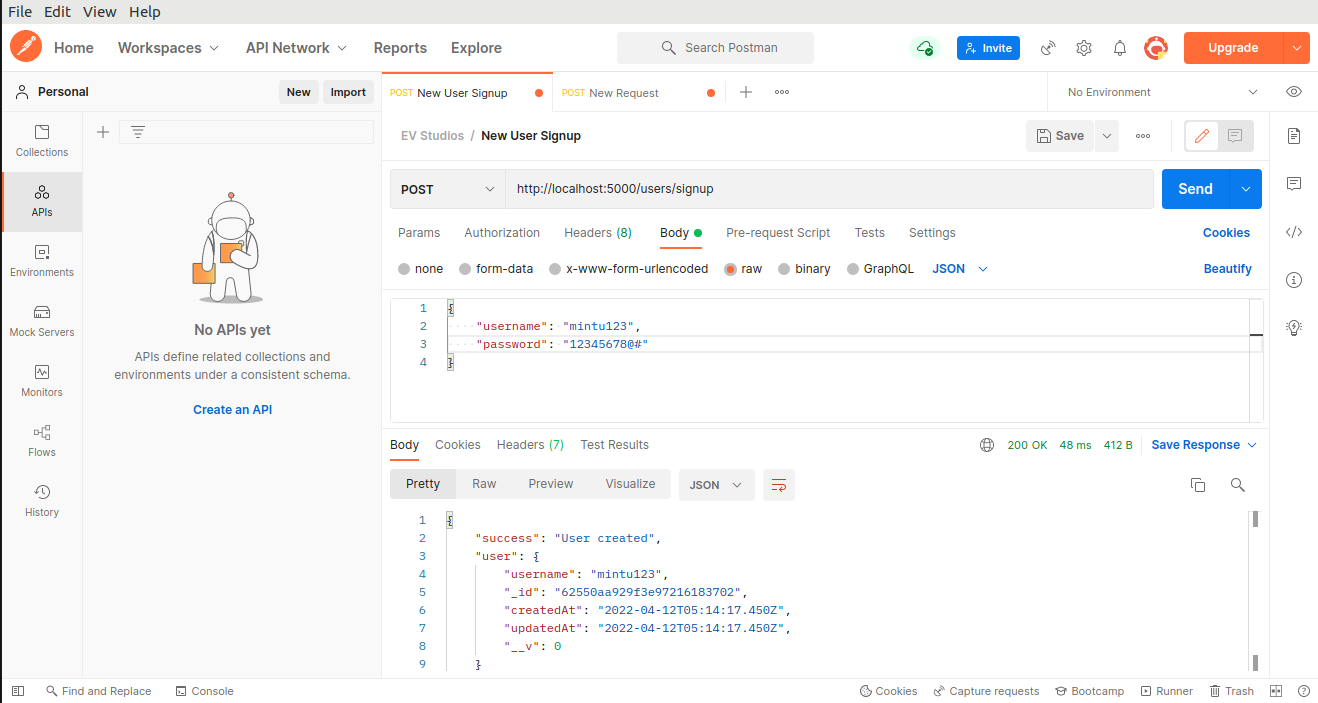 File Edit View Help
Home Workspaces API Network Reports Explore Search Postman Invite Upgrade
Personal New Import POST New User Signup POST New Request No Environment
EV Studios / New User Signup Save
Collections
APIs
Environments
Mock Servers
Monitors
Flows
History
No APIs yet
APIs define related collections and
environments under a consistent schema.
Create an API
POST http://localhost:5000/users/signup Send
Params Authorization Headers (8) Body Pre-request Script Tests Settings Cookies
none form-data x-www-form-urlencoded raw binary GraphQL JSON Beautify
1 {
2 "username": "mintu123",
3 "password": "12345678@#"
4 }
Body Cookies Headers (7) Test Results 200 OK 48 ms 412 B Save Response
Pretty Raw Preview Visualize JSON
1 {
2 "success": "User created",
3 "user": {
4 "username": "mintu123",
5 "_id": "62550aa929f3e97216183702",
6 "createdAt": "2022-04-12T05:14:17.450Z",
7 "updatedAt": "2022-04-12T05:14:17.450Z",
8 "__v": 0
9 }
Find and Replace Console Cookies Capture requests Bootcamp Runner Trash